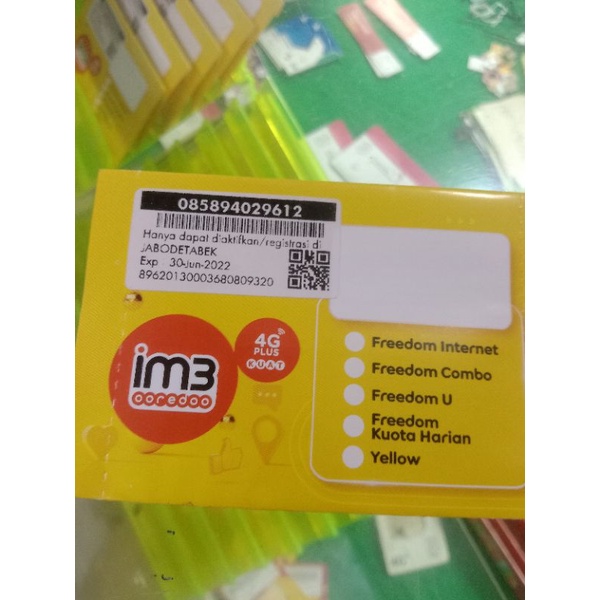 085894029612
Hanya dapat diaktifkan/registrasi di
JABODETABEK
Exp : 30-Jun-2022
89620130003680809320
im3
ooredoo
4G
PLUS
KUAT
Freedom Internet
Freedom Combo
Freedom U
Freedom
Kuota Harian
Yellow